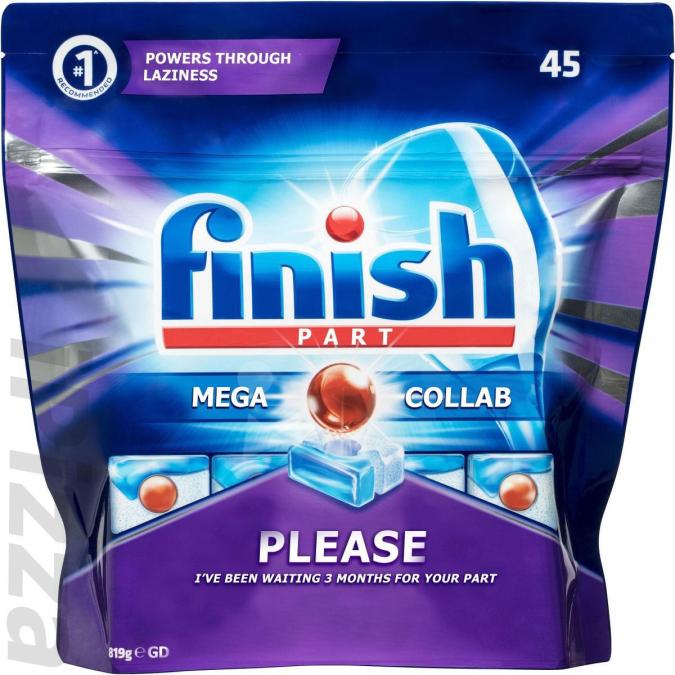 #1^
RECOMMENDED
POWERS THROUGH
LAZINESS
45
finish
PART
MEGA
COLLAB
PLEASE
I'VE BEEN WAITING 3 MONTHS FOR YOUR PART
819g e GD